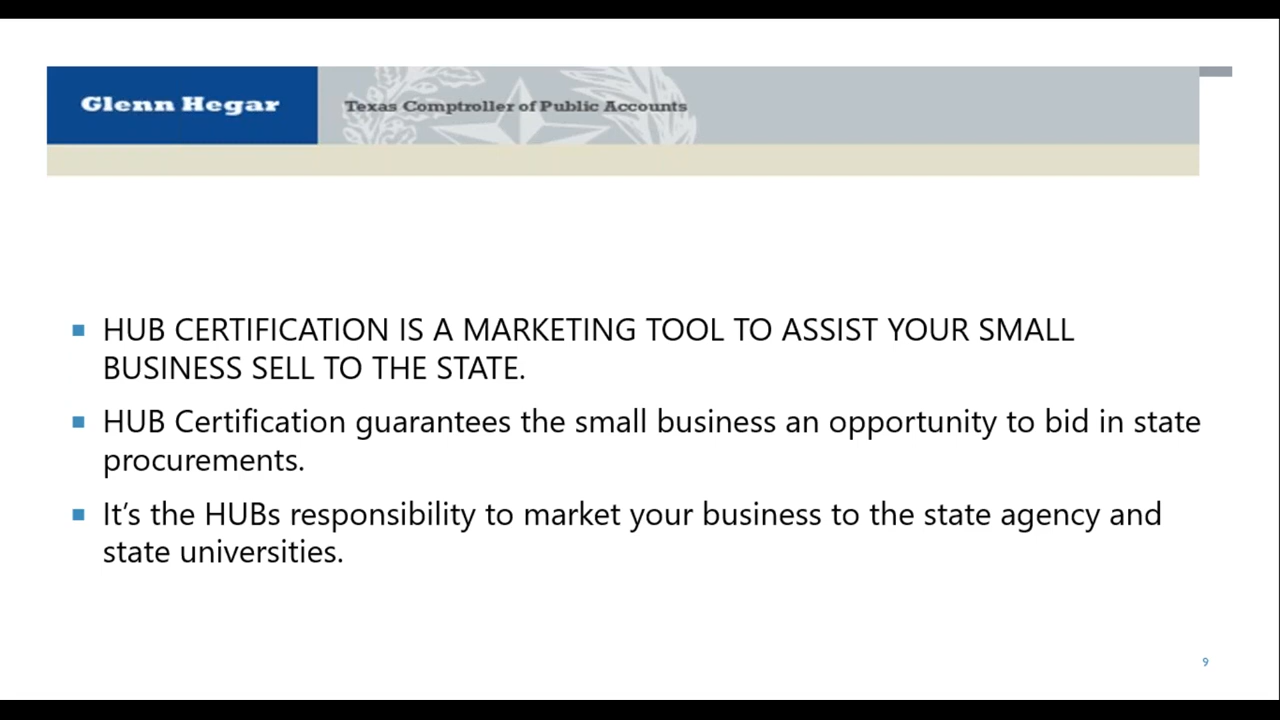 Glenn Hegar
Texas Comptroller of Public Accounts
HUB CERTIFICATION IS A MARKETING TOOL TO ASSIST YOUR SMALL
BUSINESS SELL TO THE STATE.
HUB Certification guarantees the small business an opportunity to bid in state
procurements.
It’s the HUBs responsibility to market your business to the state agency and
state universities.
9